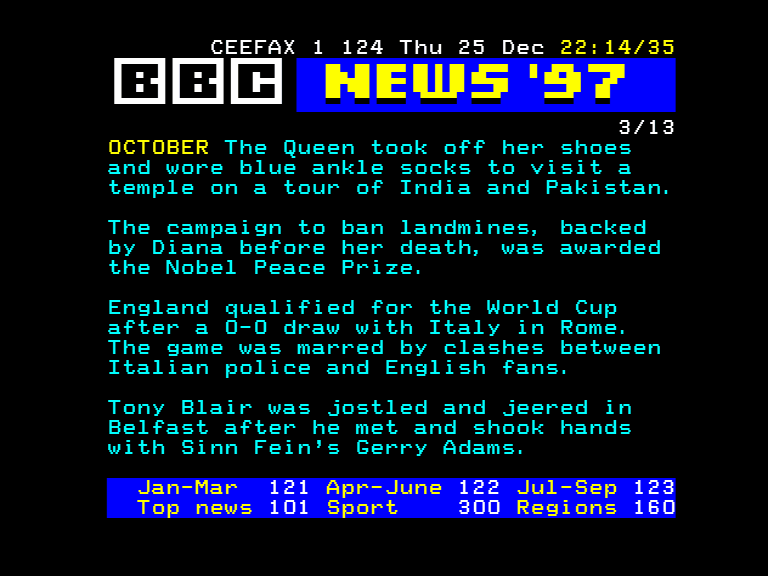 CEEFAX 1 124 Thu 25 Dec 22:14/35
BBC NEWS '97
3/13
OCTOBER The Queen took off her shoes
and wore blue ankle socks to visit a
temple on a tour of India and Pakistan.
The campaign to ban landmines, backed
by Diana before her death, was awarded
the Nobel Peace Prize.
England qualified for the World Cup
after a 0-0 draw with Italy in Rome.
The game was marred by clashes between
Italian police and English fans.
Tony Blair was jostled and jeered in
Belfast after he met and shook hands
with Sinn Fein's Gerry Adams.
Jan-Mar 121 Apr-June 122 Jul-Sep 123
Top news 101 Sport 300 Regions 160